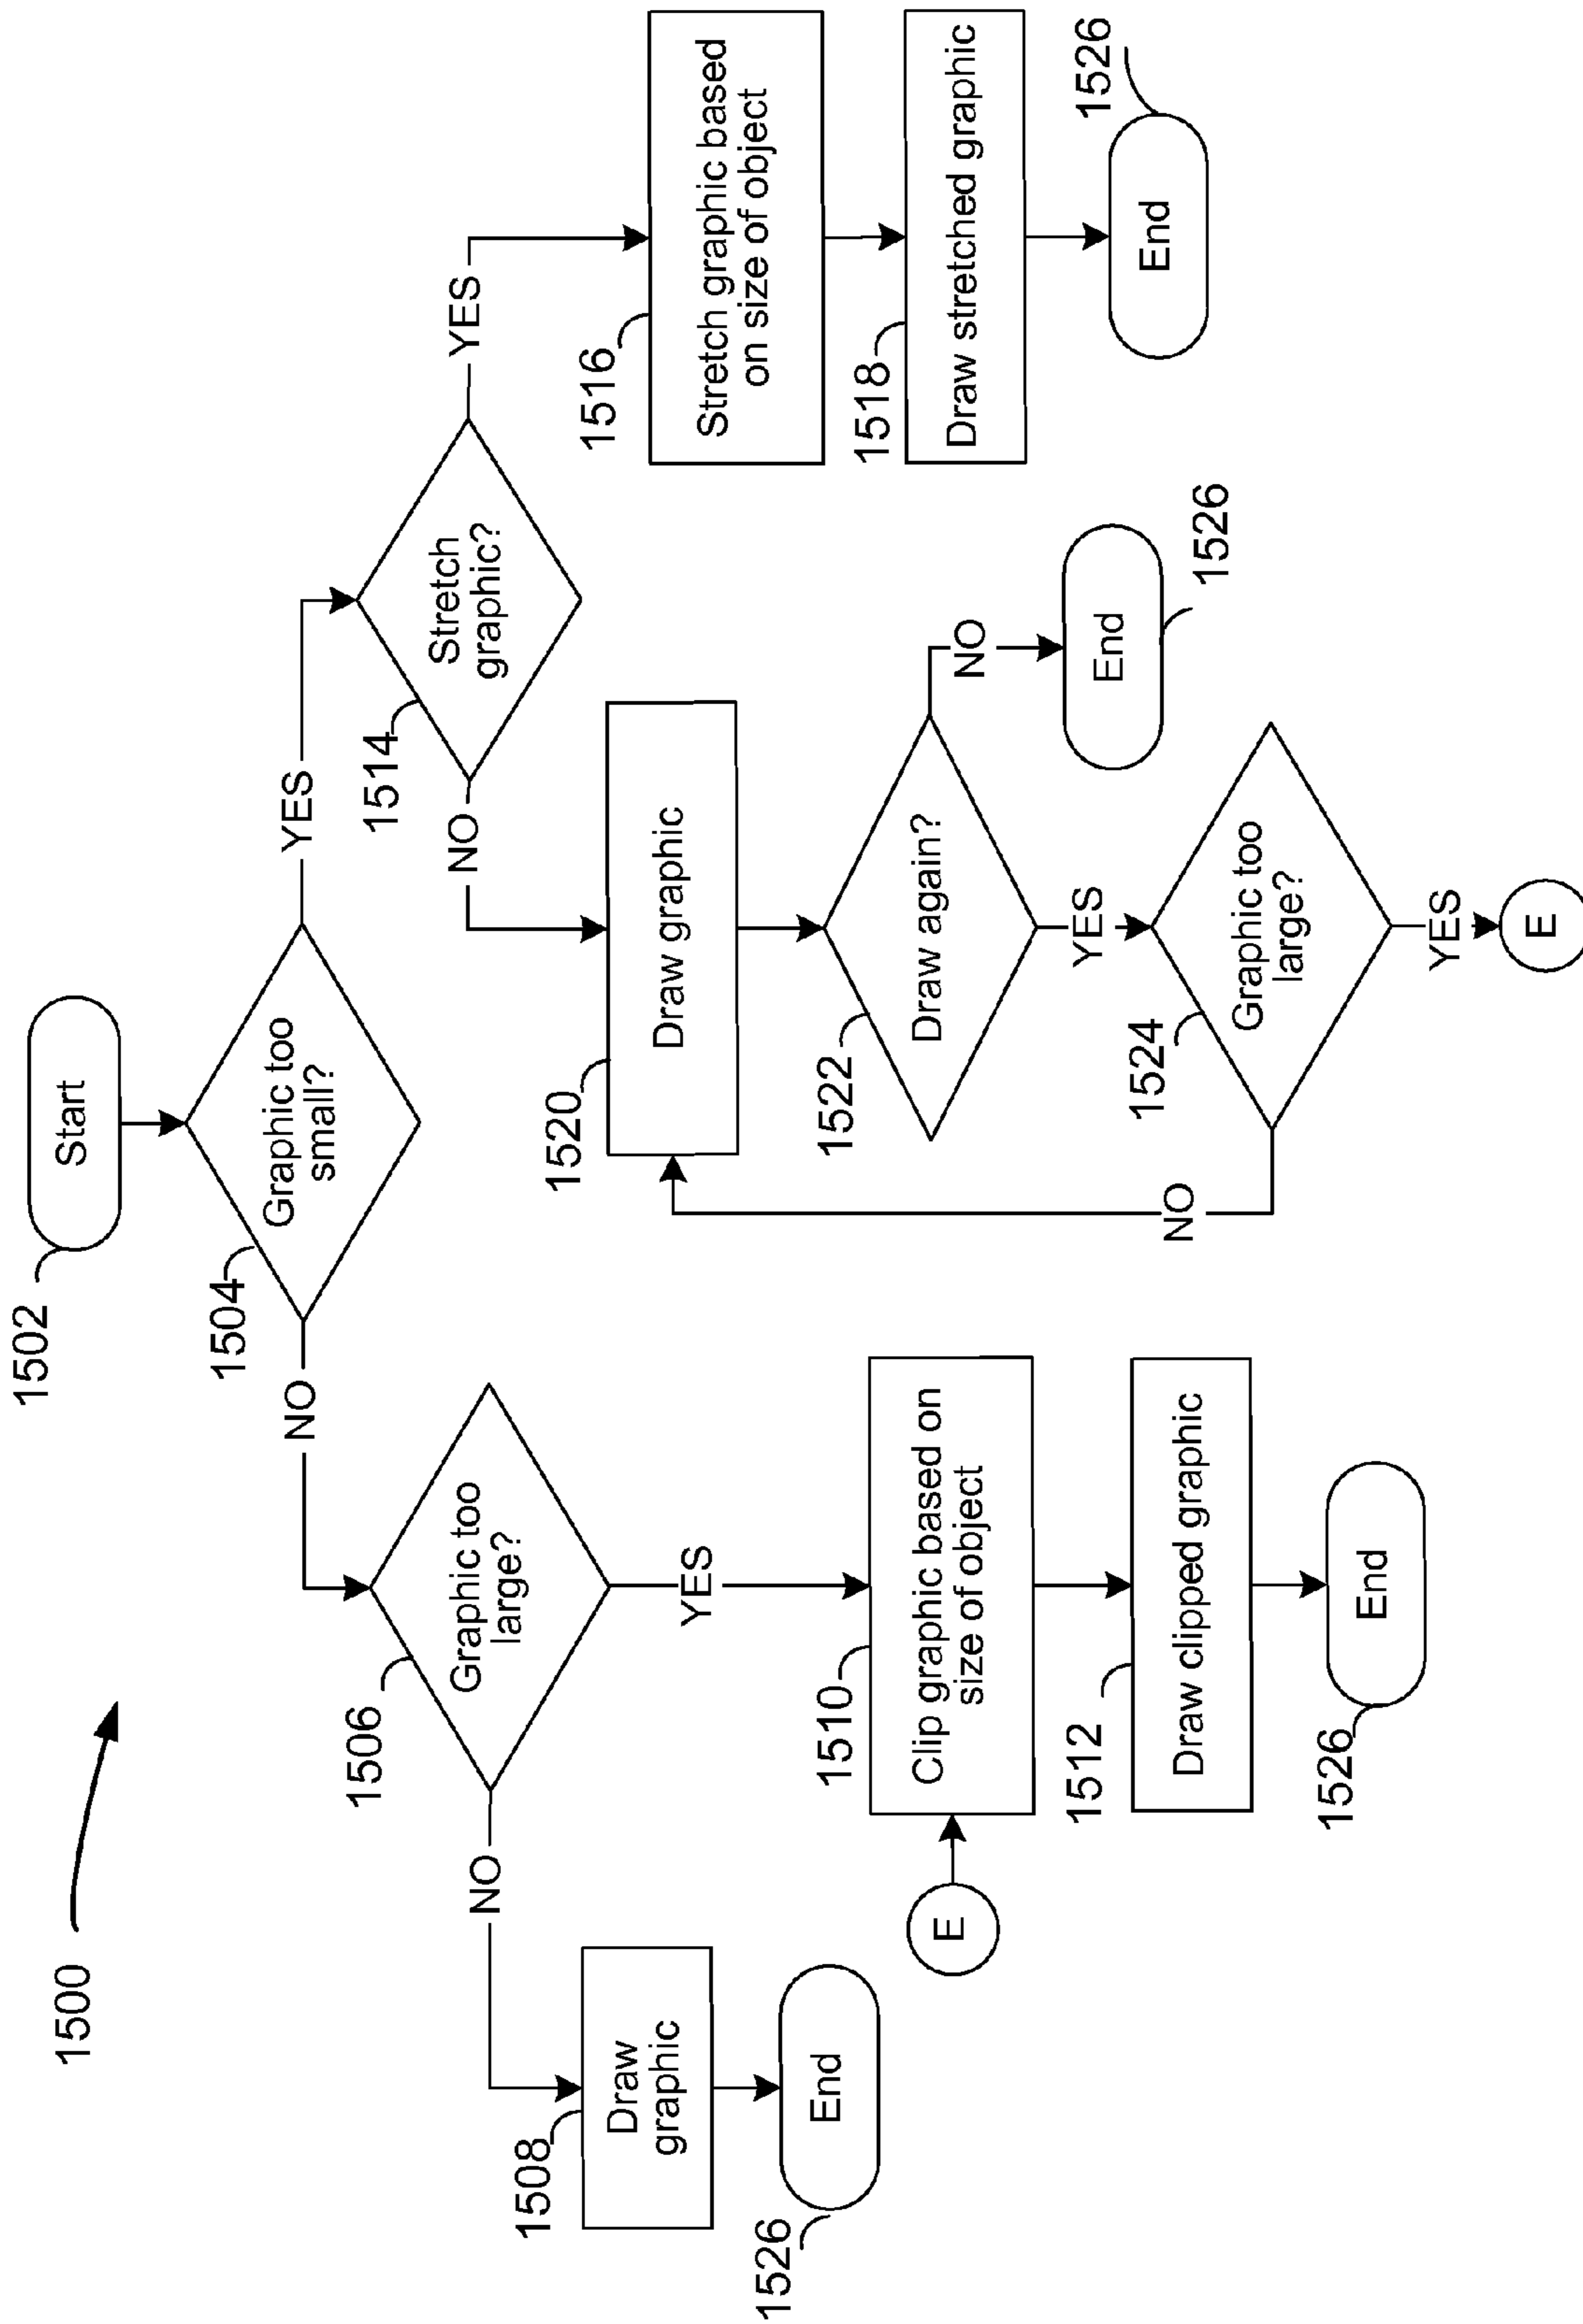 1500
1502
Start
1504
Graphic too
small?
NO
YES
1506
Graphic too
large?
NO
YES
1508
Draw
graphic
1526
End
E
1510
Clip graphic based on
size of object
1512
Draw clipped graphic
1526
End
1514
Stretch
graphic?
NO
YES
1520
Draw graphic
1522
Draw again?
NO
End
1526
YES
1524
Graphic too
large?
NO
YES
E
1516
Stretch graphic based
on size of object
1518
Draw stretched graphic
End
1526